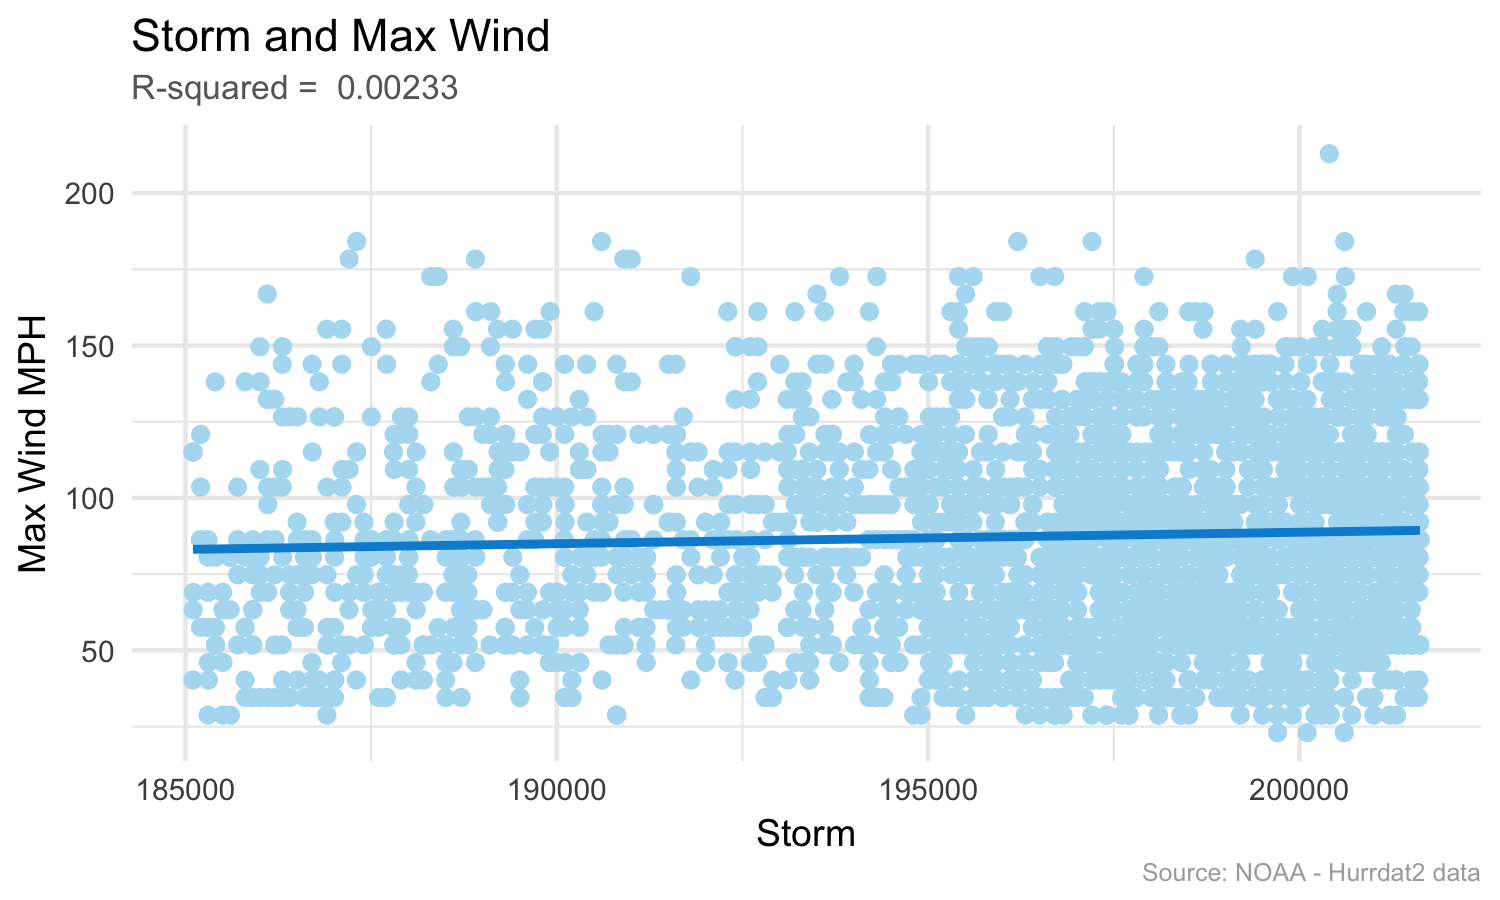 Storm and Max Wind
R-squared =  0.00233
Max Wind MPH
200
150
100
50
185000 190000 195000 200000
Storm
Source: NOAA - Hurrdat2 data